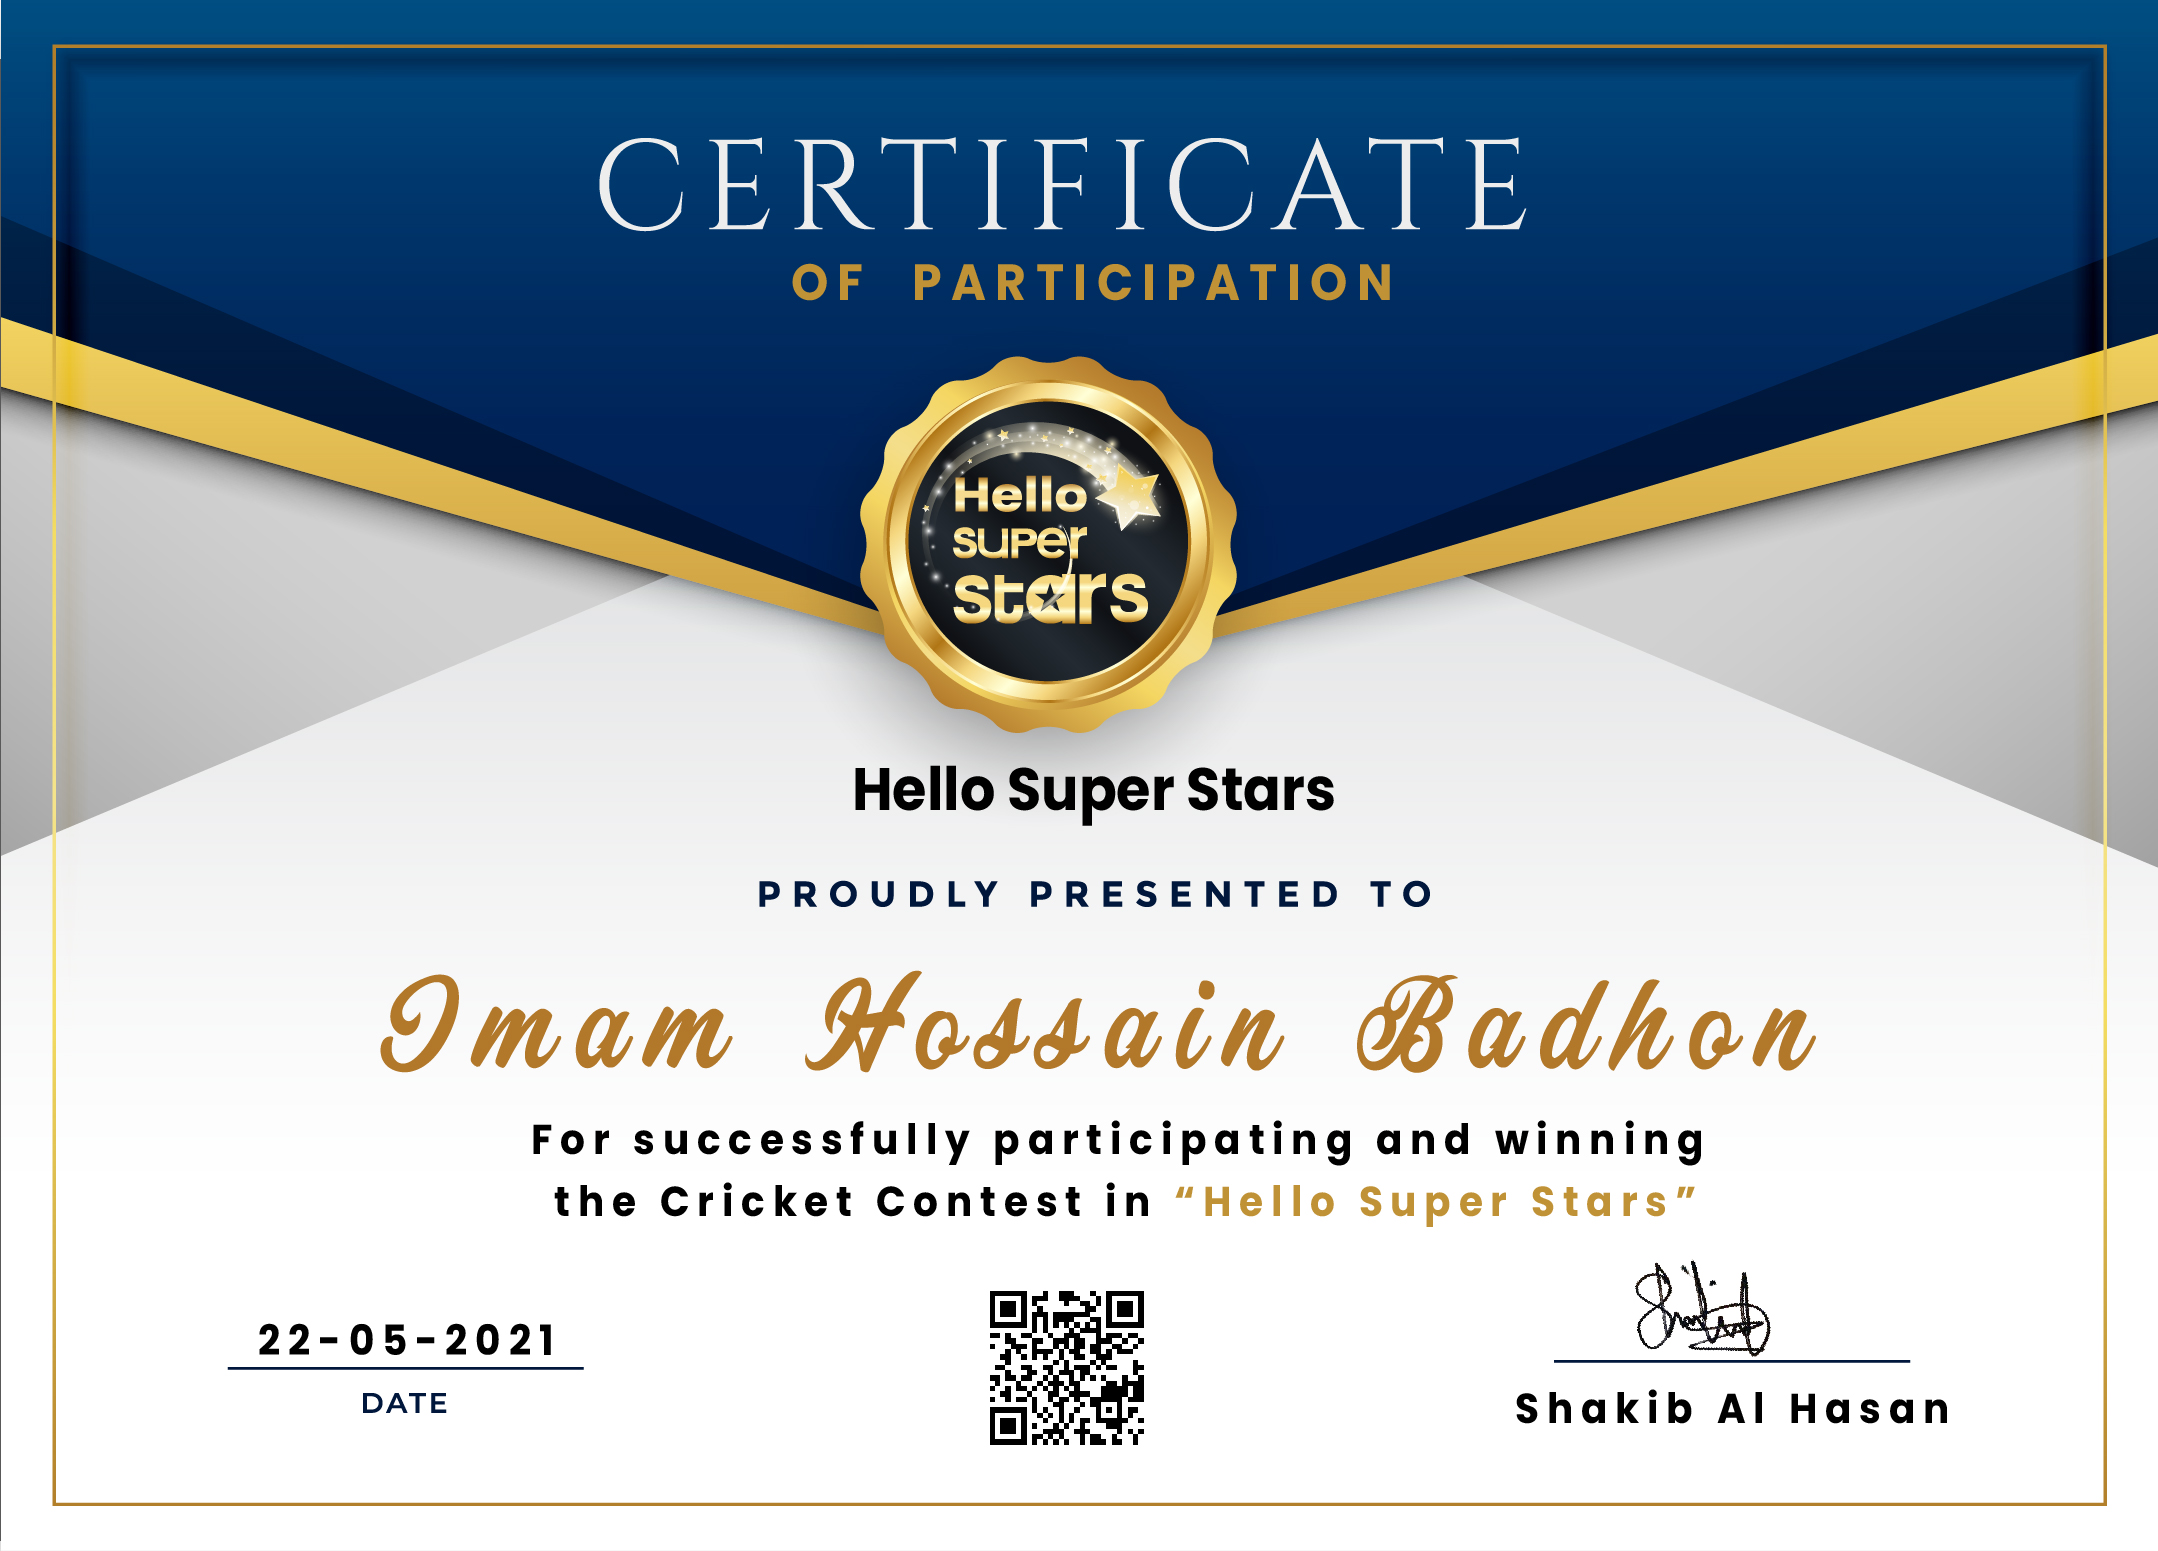 CERTIFICATE
OF PARTICIPATION
Hello
super
stars
Hello Super Stars
PROUDLY PRESENTED TO
Imam Hossain Badhon
For successfully participating and winning
the Cricket Contest in “Hello Super Stars”
22-05-2021
DATE
Shakib Al Hasan